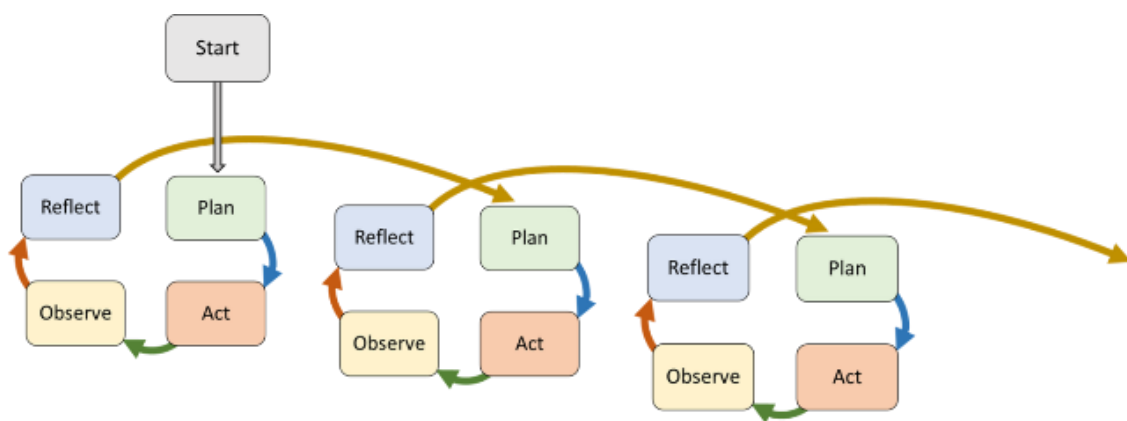 Start
Reflect
Plan
Observe
Act
Reflect
Plan
Observe
Act
Reflect
Plan
Observe
Act